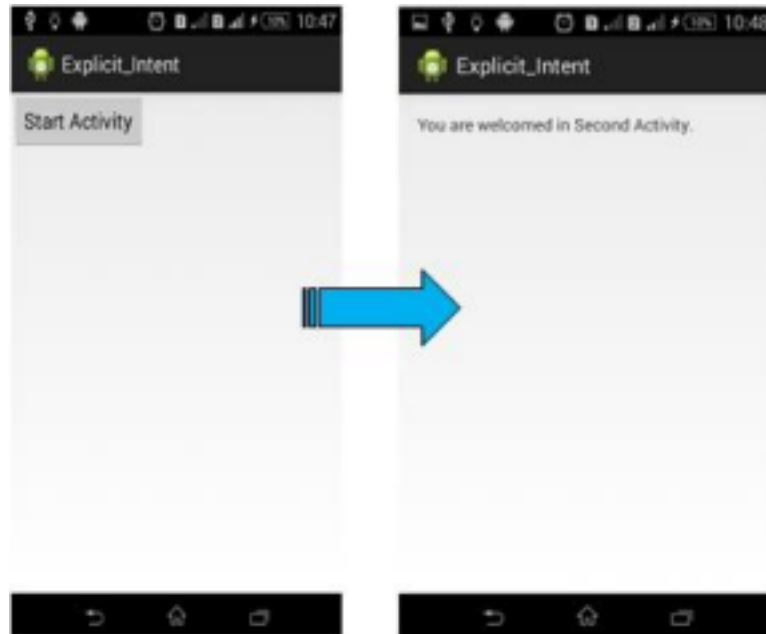 10:47
Explicit_Intent
Start Activity
10:48
Explicit_Intent
You are welcomed in Second Activity.